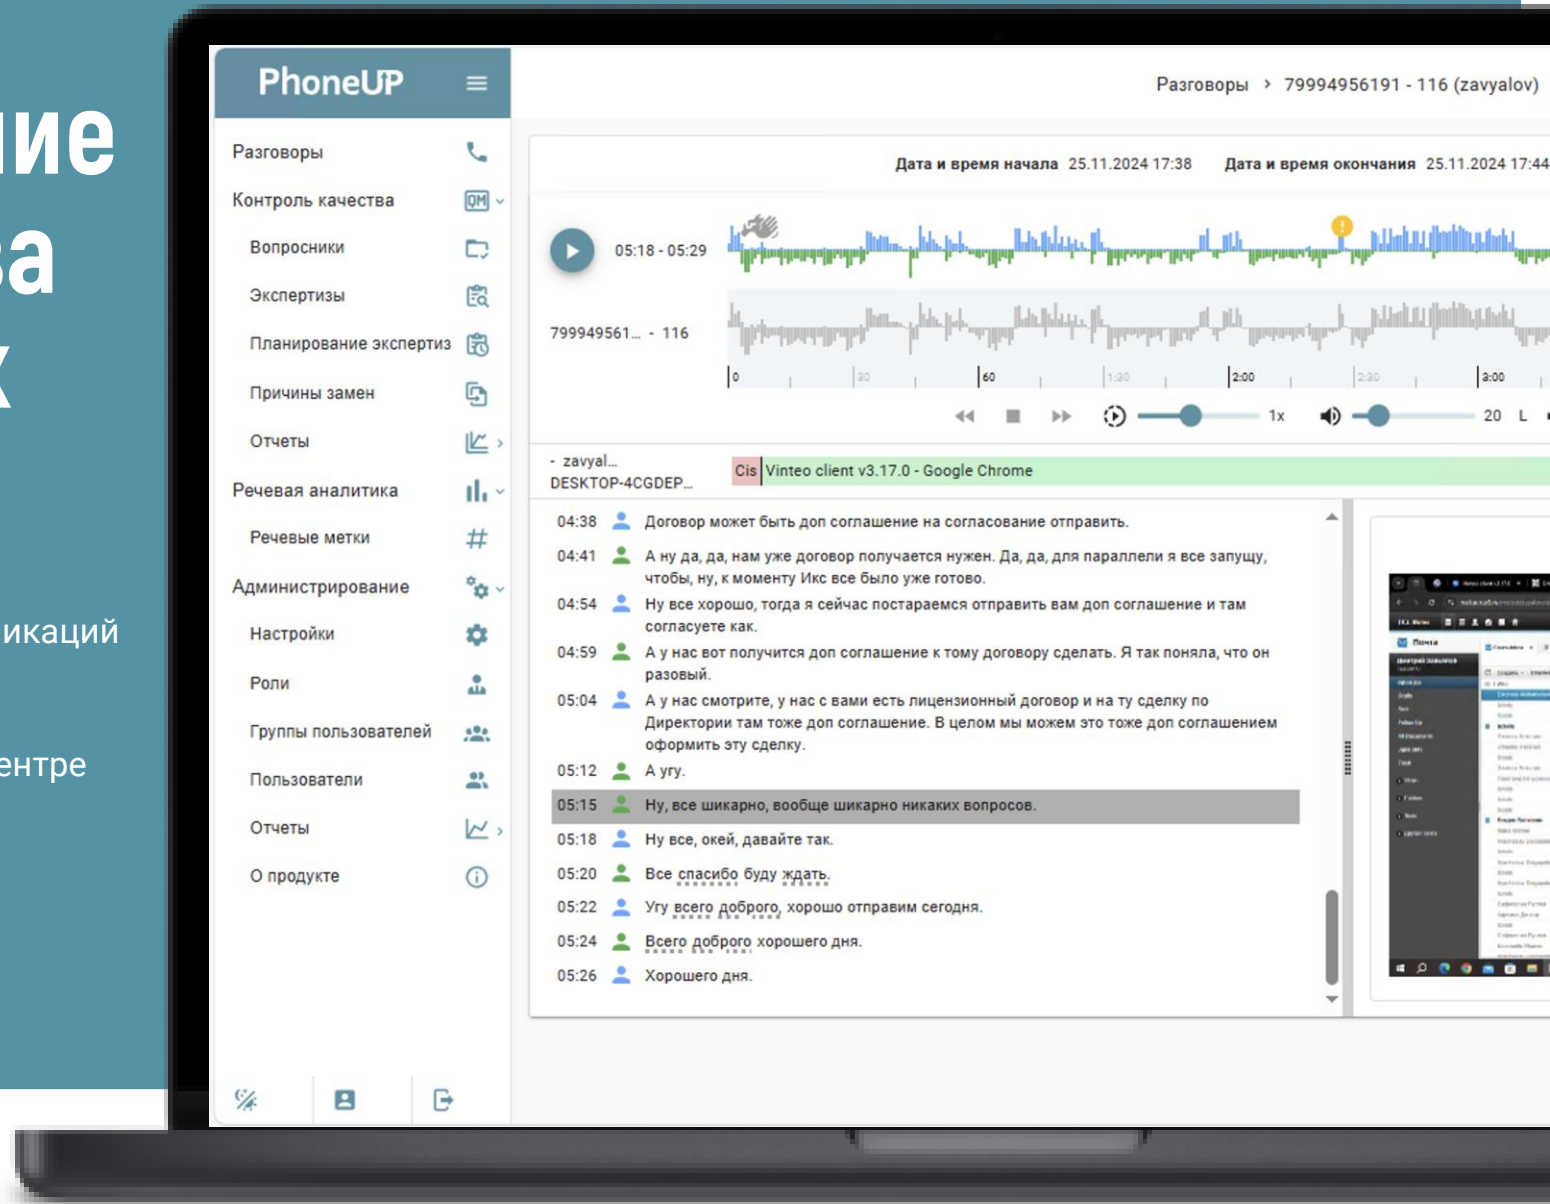 ние
ва
х
икаций
ентре
PhoneUP
Разговоры
Контроль качества
QM
Вопросники
Экспертизы
Планирование экспертиз
Причины замен
Отчеты
Речевая аналитика
Речевые метки
Администрирование
Настройки
Роли
Группы пользователей
Пользователи
Отчеты
О продукте
Разговоры > 79994956191 - 116 (zavyalov)
Дата и время начала 25.11.2024 17:38 Дата и время окончания 25.11.2024 17:44
05:18 - 05:29
799949561... - 116
0 30 60 1:30 2:00 2:30 3:00
1x 20 L
- zavyal...
DESKTOP-4CGDEP...
Cis Vinteo client v3.17.0 - Google Chrome
04:38 Договор может быть доп соглашение на согласование отправить.
04:41 А ну да, да, нам уже договор получается нужен. Да, да, для параллели я все запущу,
чтобы, ну, к моменту Икс все было уже готово.
04:54 Ну все хорошо, тогда я сейчас постараемся отправить вам доп соглашение и там
согласуете как.
04:59 А у нас вот получится доп соглашение к тому договору сделать. Я так поняла, что он
разовый.
05:04 А у нас смотрите, у нас с вами есть лицензионный договор и на ту сделку по
Директории там тоже доп соглашение. В целом мы можем это тоже доп соглашением
оформить эту сделку.
05:12 А угу.
05:15 Ну, все шикарно, вообще шикарно никаких вопросов.
05:18 Ну все, окей, давайте так.
05:20 Все спасибо буду ждать.
05:22 Угу всего доброго, хорошо отправим сегодня.
05:24 Всего доброго хорошего дня.
05:26 Хорошего дня.
Почта